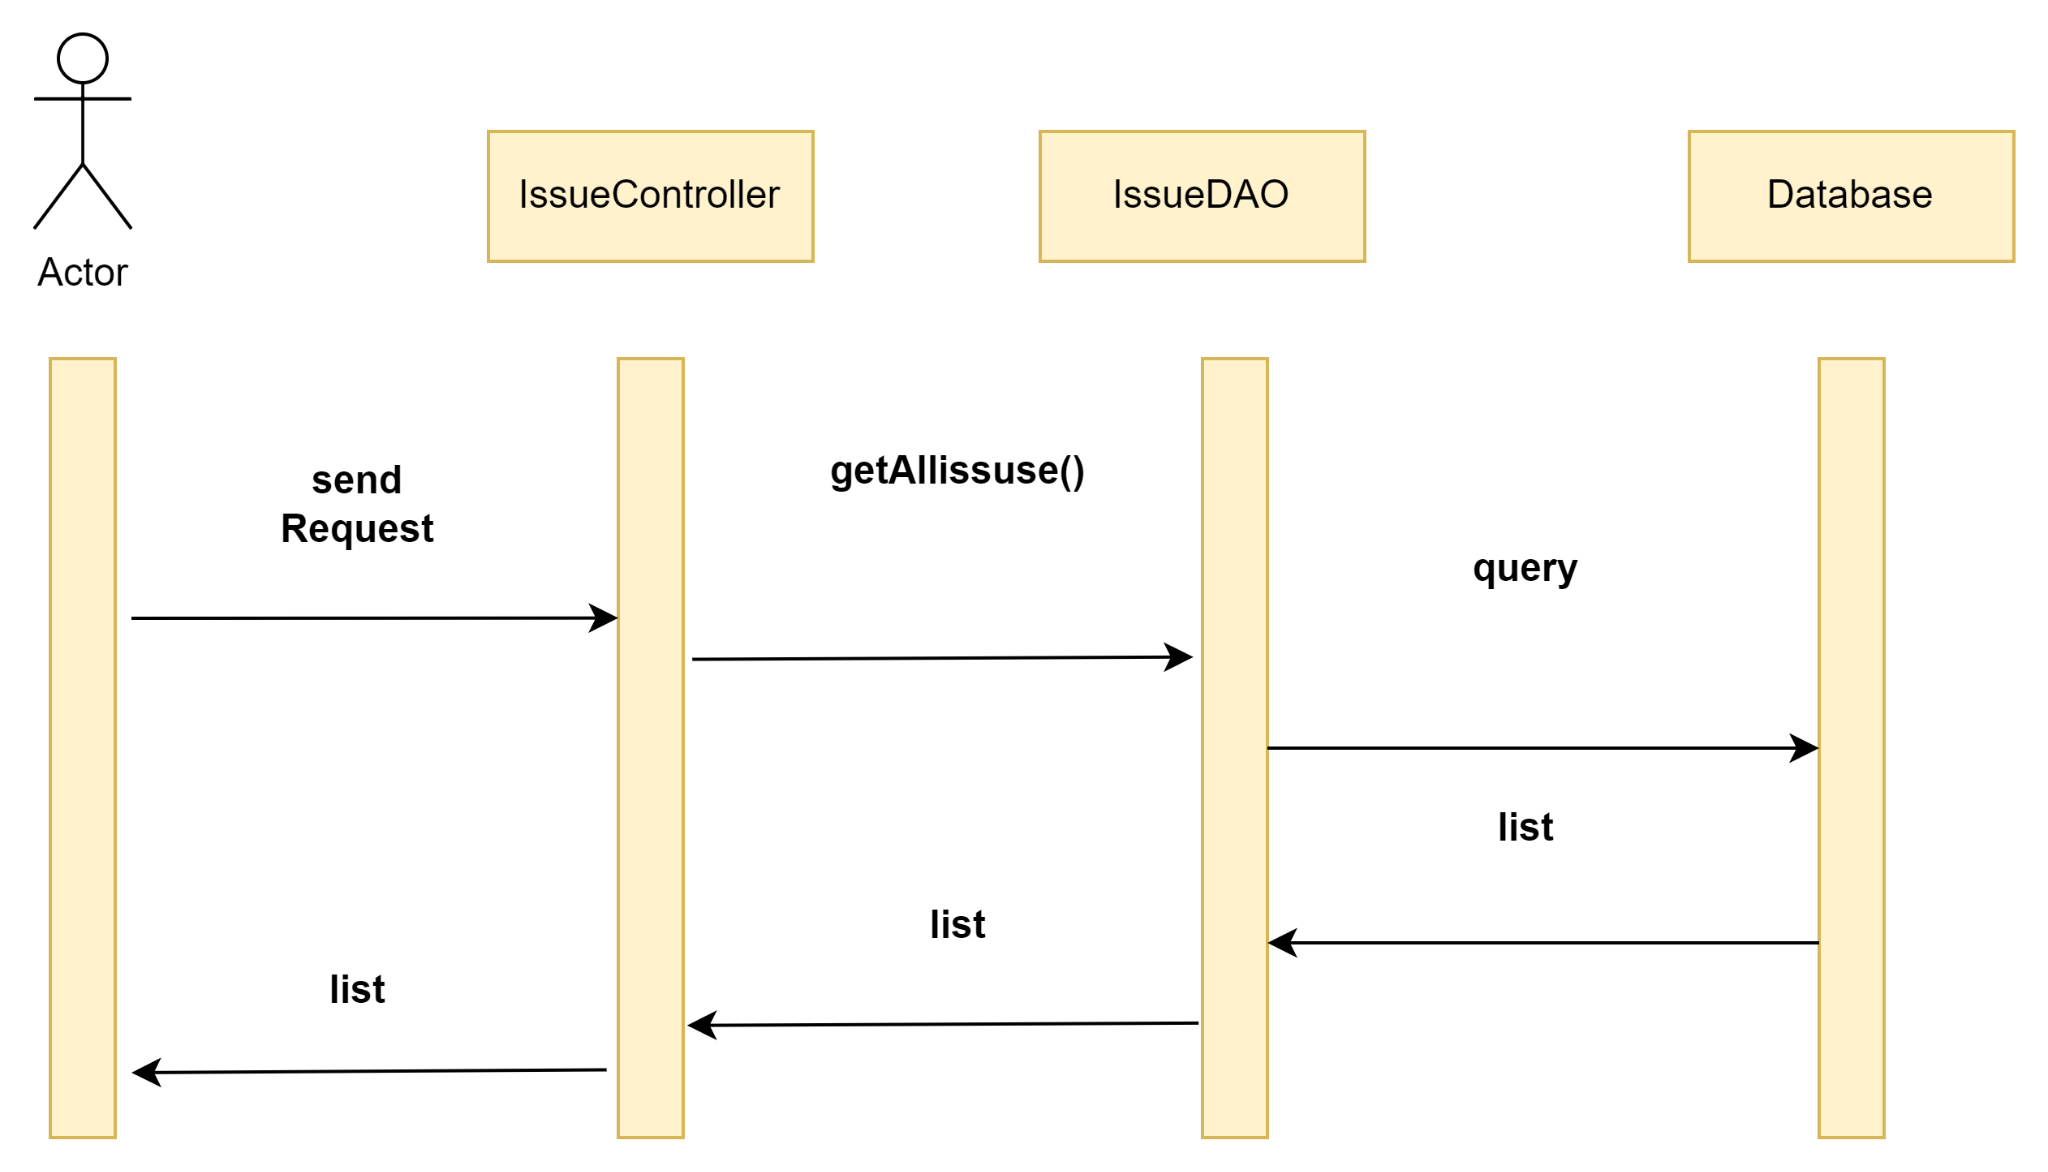 Actor
IssueController
IssueDAO
Database
send
Request
getAllissuse()
query
list
list
list